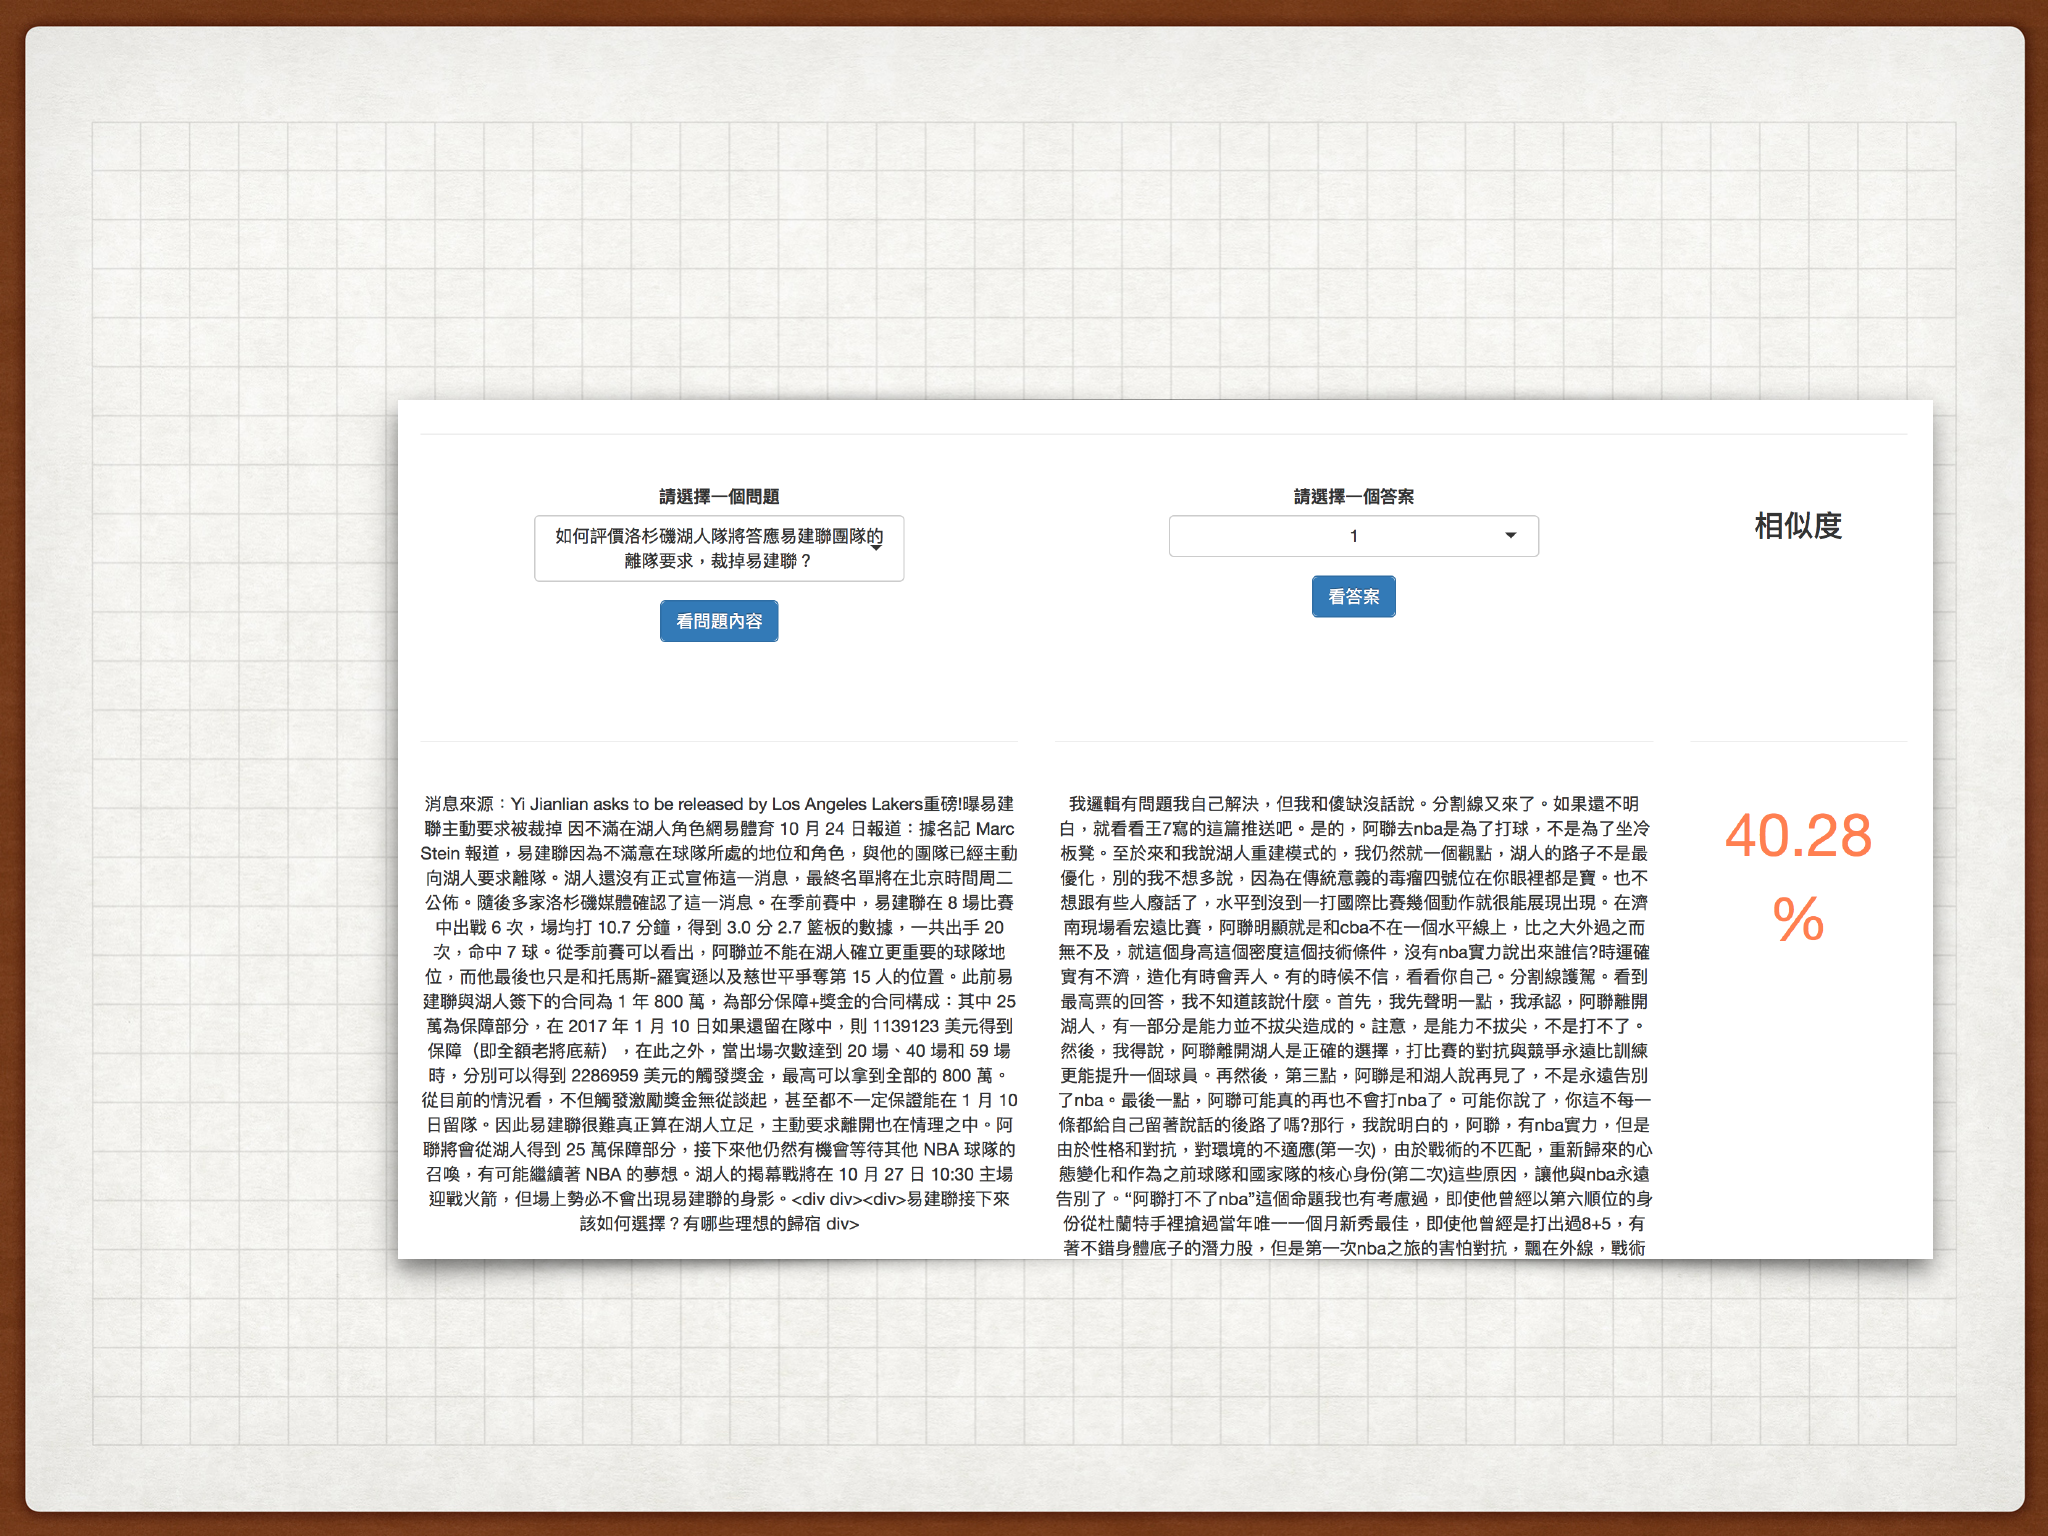 請選擇一個問題
如何評價洛杉磯湖人隊將答應易建聯團隊的
離隊要求，裁掉易建聯？
看問題內容
請選擇一個答案
1
看答案
相似度
消息來源：Yi Jianlian asks to be released by Los Angeles Lakers重磅!曝易建
聯主動要求被裁掉 因不滿在湖人角色網易體育 10 月 24 日報道：據名記 Marc
Stein 報道，易建聯因為不滿意在球隊所處的地位和角色，與他的團隊已經主動
向湖人要求離隊。湖人還沒有正式宣佈這一消息，最終名單將在北京時間周二
公佈。隨後多家洛杉磯媒體確認了這一消息。在季前賽中，易建聯在 8 場比賽
中出戰 6 次，場均打 10.7 分鐘，得到 3.0 分 2.7 籃板的數據，一共出手 20
次，命中 7 球。從季前賽可以看出，阿聯並不能在湖人確立更重要的球隊地
位，而他最後也只是和托馬斯-羅賓遜以及慈世平爭奪第 15 人的位置。此前易
建聯與湖人簽下的合同為 1 年 800 萬，為部分保障+獎金的合同構成：其中 25
萬為保障部分，在 2017 年 1 月 10 日如果還留在隊中，則 1139123 美元得到
保障（即全額老將底薪），在此之外，當出場次數達到 20 場、40 場和 59 場
時，分別可以得到 2286959 美元的觸發獎金，最高可以拿到全部的 800 萬。
從目前的情況看，不但觸發激勵獎金無從談起，甚至都不一定保證能在 1 月 10
日留隊。因此易建聯很難真正算在湖人立足，主動要求離開也在情理之中。阿
聯將會從湖人得到 25 萬保障部分，接下來他仍然有機會等待其他 NBA 球隊的
召喚，有可能繼續著 NBA 的夢想。湖人的揭幕戰將在 10 月 27 日 10:30 主場
迎戰火箭，但場上勢必不會出現易建聯的身影。<div div><div>易建聯接下來
該如何選擇？有哪些理想的歸宿 div>
我邏輯有問題我自己解決，但我和傻缺沒話說。分割線又來了。如果還不明
白，就看看王7寫的這篇推送吧。是的，阿聯去nba是為了打球，不是為了坐冷
板凳。至於來和我說湖人重建模式的，我仍然就一個觀點，湖人的路子不是最
優化，別的我不想多說，因為在傳統意義的毒瘤四號位在你眼裡都是寶。也不
想跟有些人廢話了，水平到沒到一打國際比賽幾個動作就很能展現出現。在濟
南現場看宏遠比賽，阿聯明顯就是和cba不在一個水平線上，比之大外過之而
無不及，就這個身高這個密度這個技術條件，沒有nba實力說出來誰信?時運確
實有不濟，造化有時會弄人。有的時候不信，看看你自己。分割線護駕。看到
最高票的回答，我不知道該說什麼。首先，我先聲明一點，我承認，阿聯離開
湖人，有一部分是能力並不拔尖造成的。註意，是能力不拔尖，不是打不了。
然後，我得說，阿聯離開湖人是正確的選擇，打比賽的對抗與競爭永遠比訓練
更能提升一個球員。再然後，第三點，阿聯是和湖人說再見了，不是永遠告別
了nba。最後一點，阿聯可能真的再也不會打nba了。可能你說了，你這不每一
條都給自己留著說話的後路了嗎?那行，我說明白的，阿聯，有nba實力，但是
由於性格和對抗，對環境的不適應(第一次)，由於戰術的不匹配，重新歸來的心
態變化和作為之前球隊和國家隊的核心身份(第二次)這些原因，讓他與nba永遠
告別了。“阿聯打不了nba”這個命題我也有考慮過，即使他曾經以第六順位的身
份從杜蘭特手裡搶過當年唯一一個月新秀最佳，即使他曾經是打出過8+5，有
著不錯身體底子的潛力股，但是第一次nba之旅的害怕對抗，飄在外線，戰術
40.28
%